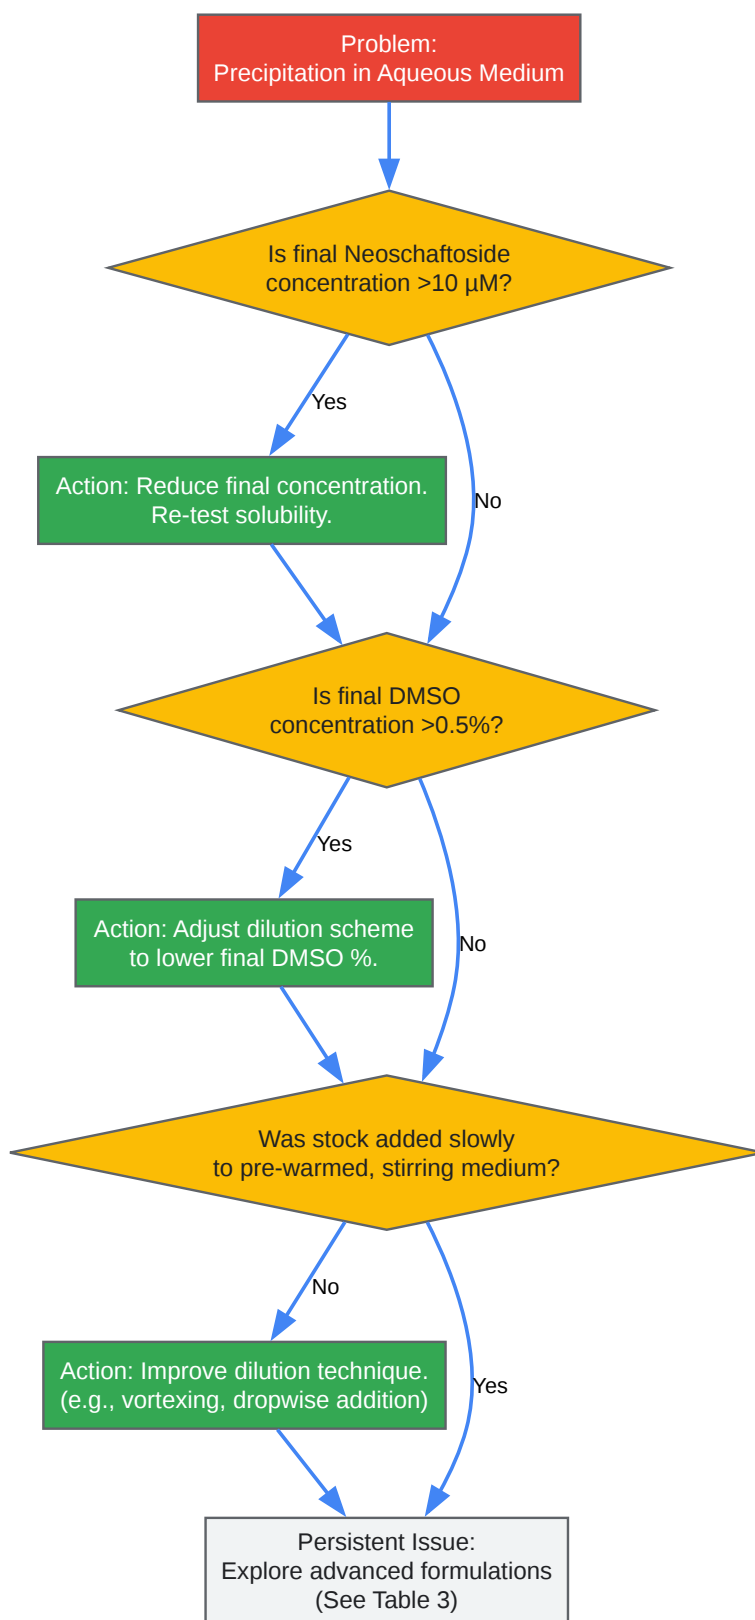 Problem:
Precipitation in Aqueous Medium
Is final Neoschaftoside
concentration >10 µM?
Yes
Action: Reduce final concentration.
Re-test solubility.
No
Is final DMSO
concentration >0.5%?
Yes
Action: Adjust dilution scheme
to lower final DMSO %.
No
Was stock added slowly
to pre-warmed, stirring medium?
No
Action: Improve dilution technique.
(e.g., vortexing, dropwise addition)
Yes
Persistent Issue:
Explore advanced formulations
(See Table 3)